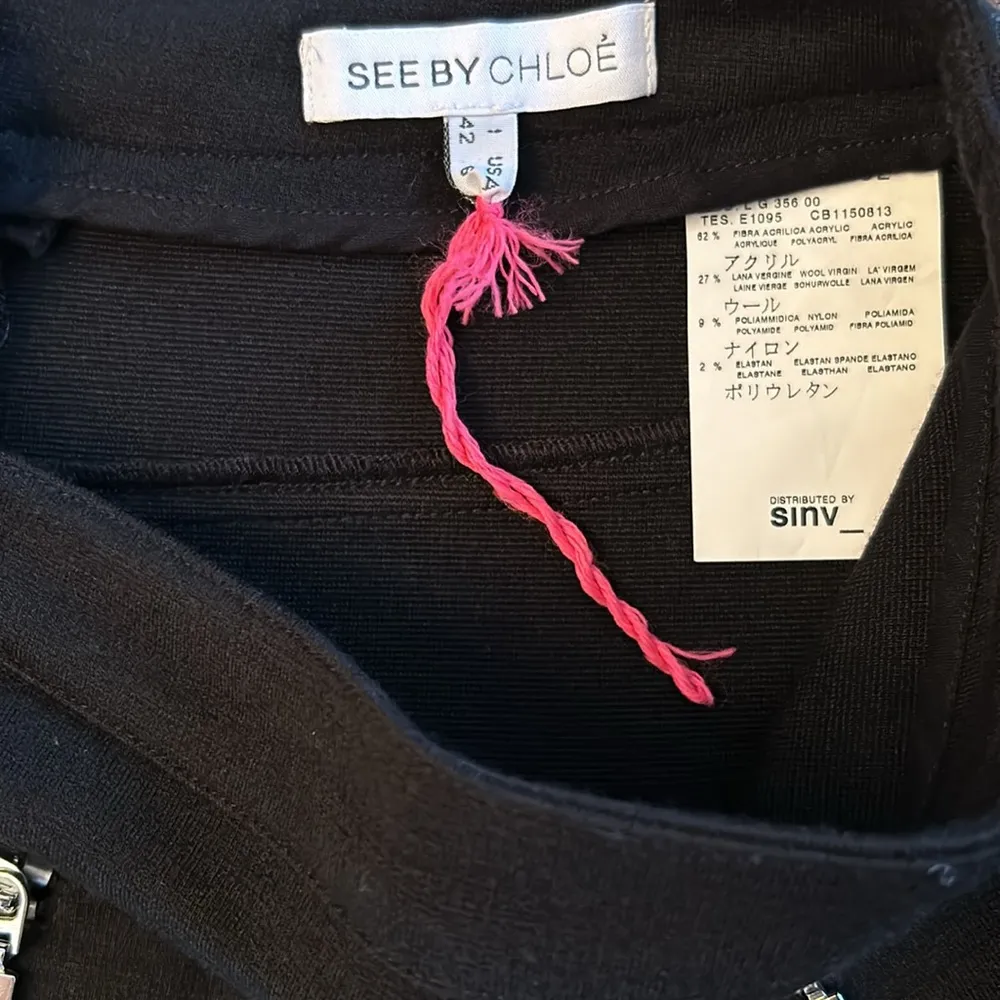 SEE BY CHLOÉ
I USA
42 6
G 356 00
TES. E1095 CB1150813
62 % FIBRA ACRILICA ACRYLIC ACRYLIC
ACRYLIQUE POLYACRYL FIBRA ACRILICA
アクリル
27 % LANA VERGINE WOOL VIRGIN LA'VIRGEM
LAINE VIERGE SCHURWOLLE LANA VIRGEN
ウール
9 % POLIAMMIDICA NYLON POLIAMIDA
POLYAMIDE POLYAMID FIBRA POLIAMID
ナイロン
2 % ELASTAN ELASTAN SPANDE ELASTANO
ELASTANE ELASTHAN ELASTANO
ポリウレタン
DISTRIBUTED BY
sinv_